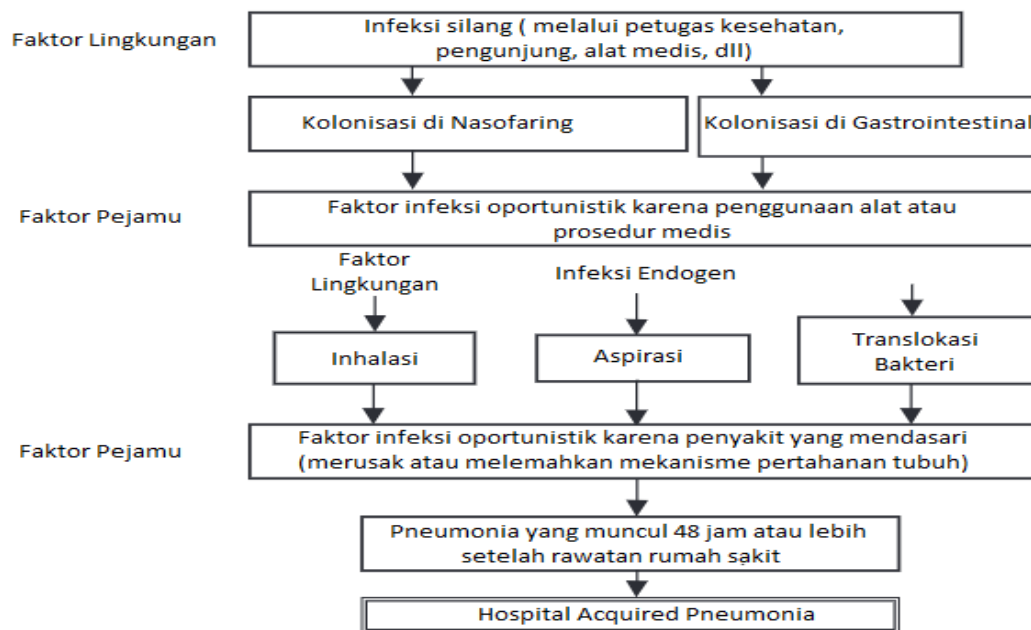 Faktor Lingkungan
Infeksi silang ( melalui petugas kesehatan,
pengunjung, alat medis, dll)
Kolonisasi di Nasofaring
Kolonisasi di Gastrointestinal
Faktor Pejamu
Faktor infeksi oportunistik karena penggunaan alat atau
prosedur medis
Faktor
Lingkungan
Infeksi Endogen
Inhalasi
Aspirasi
Translokasi
Bakteri
Faktor Pejamu
Faktor infeksi oportunistik karena penyakit yang mendasari
(merusak atau melemahkan mekanisme pertahanan tubuh)
Pneumonia yang muncul 48 jam atau lebih
setelah rawatan rumah sakit
Hospital Acquired Pneumonia